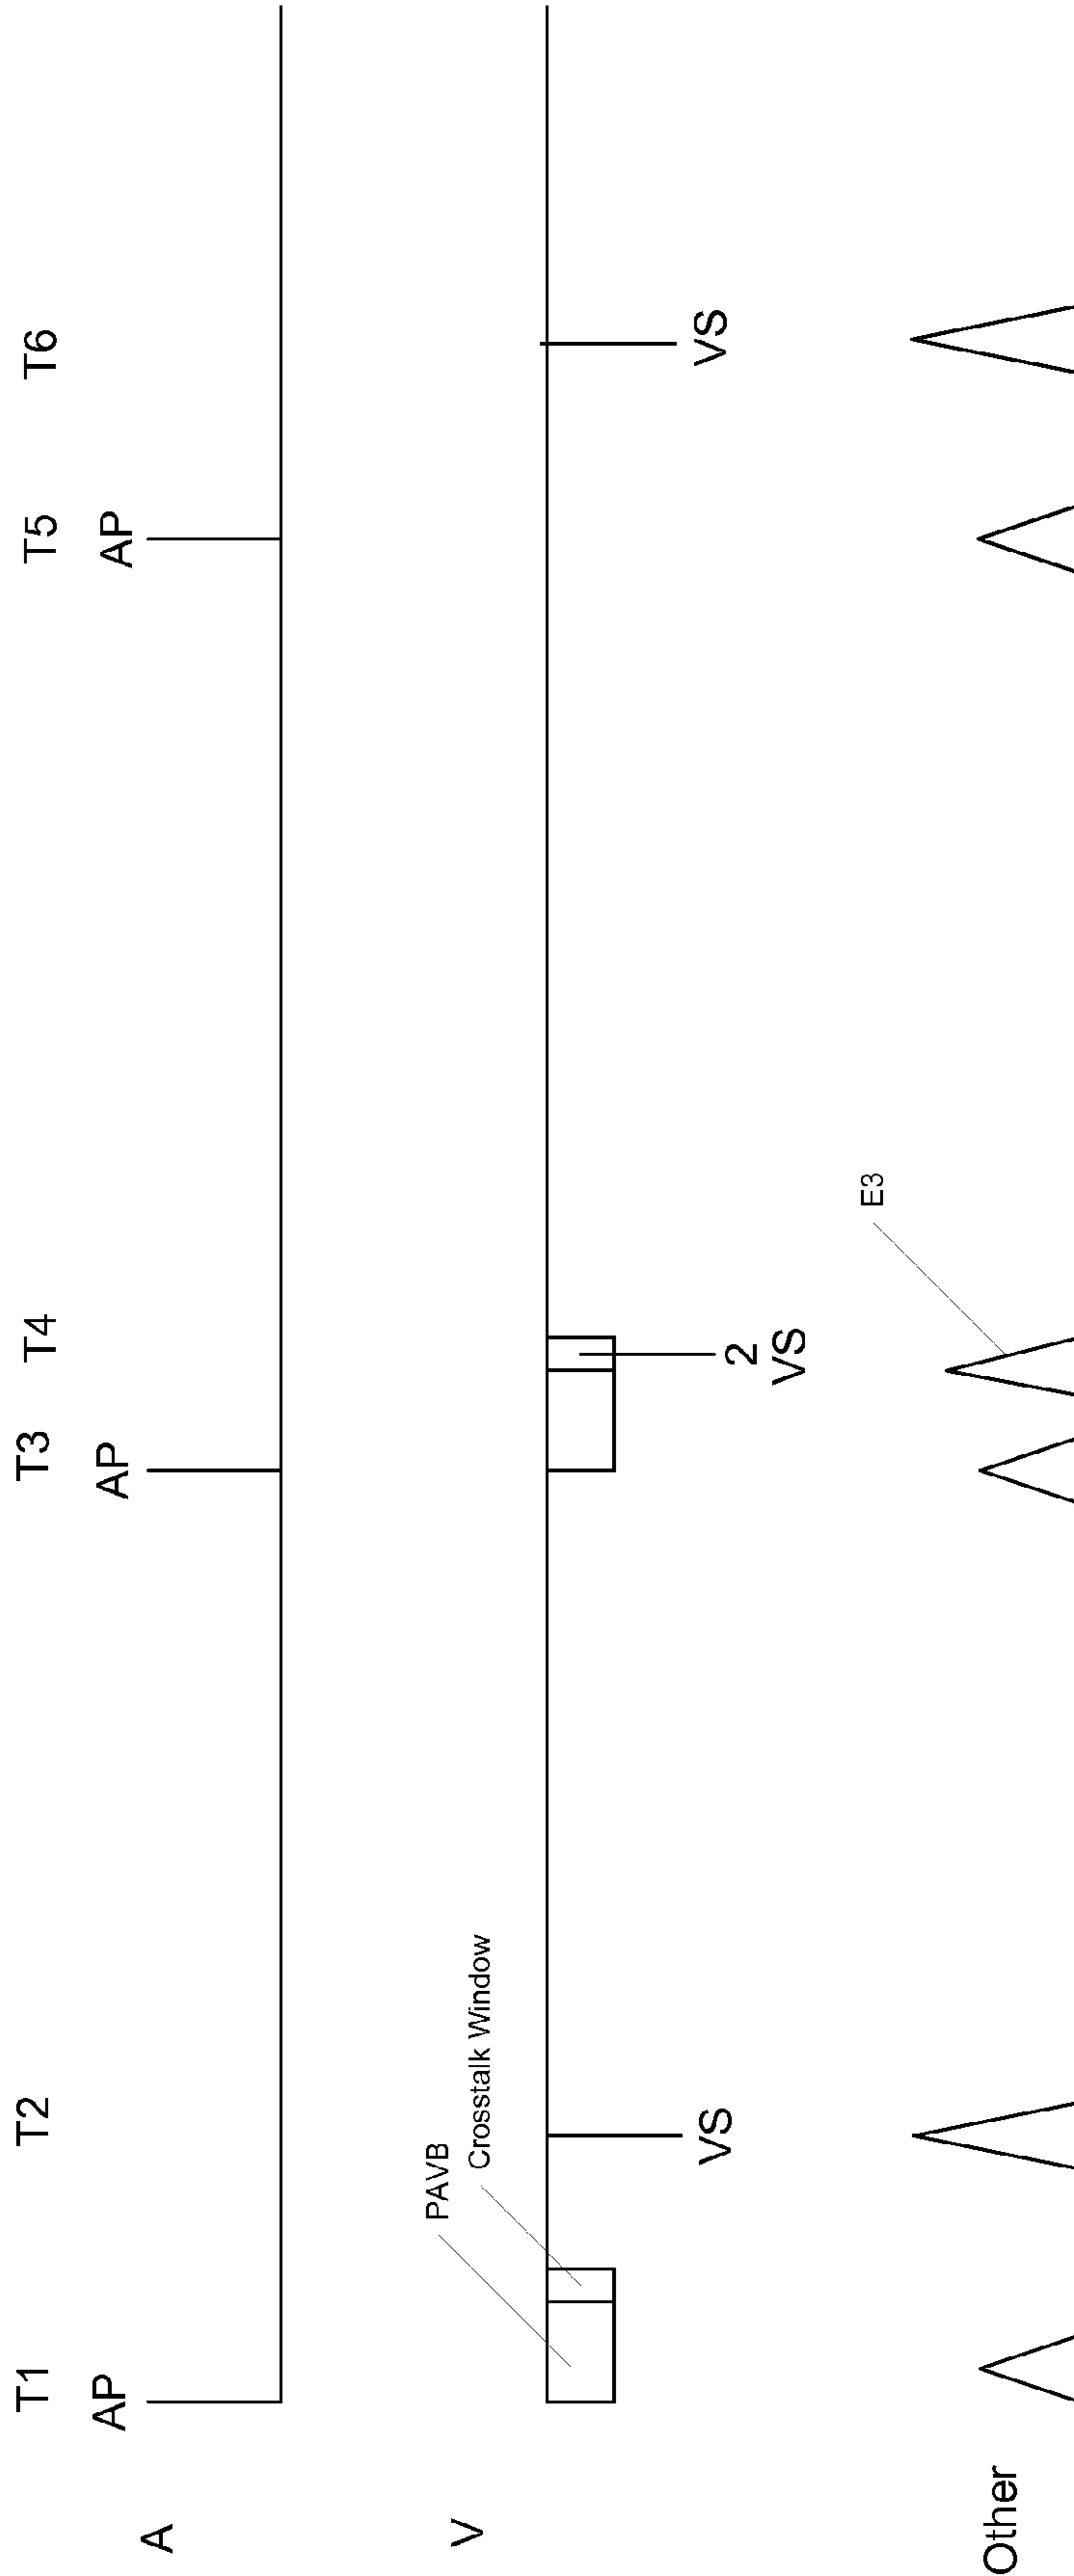 T1 T2 T3 T4 T5 T6
A AP AP AP
PAVB
V Crosstalk Window
VS VS VS
2
E3
Other